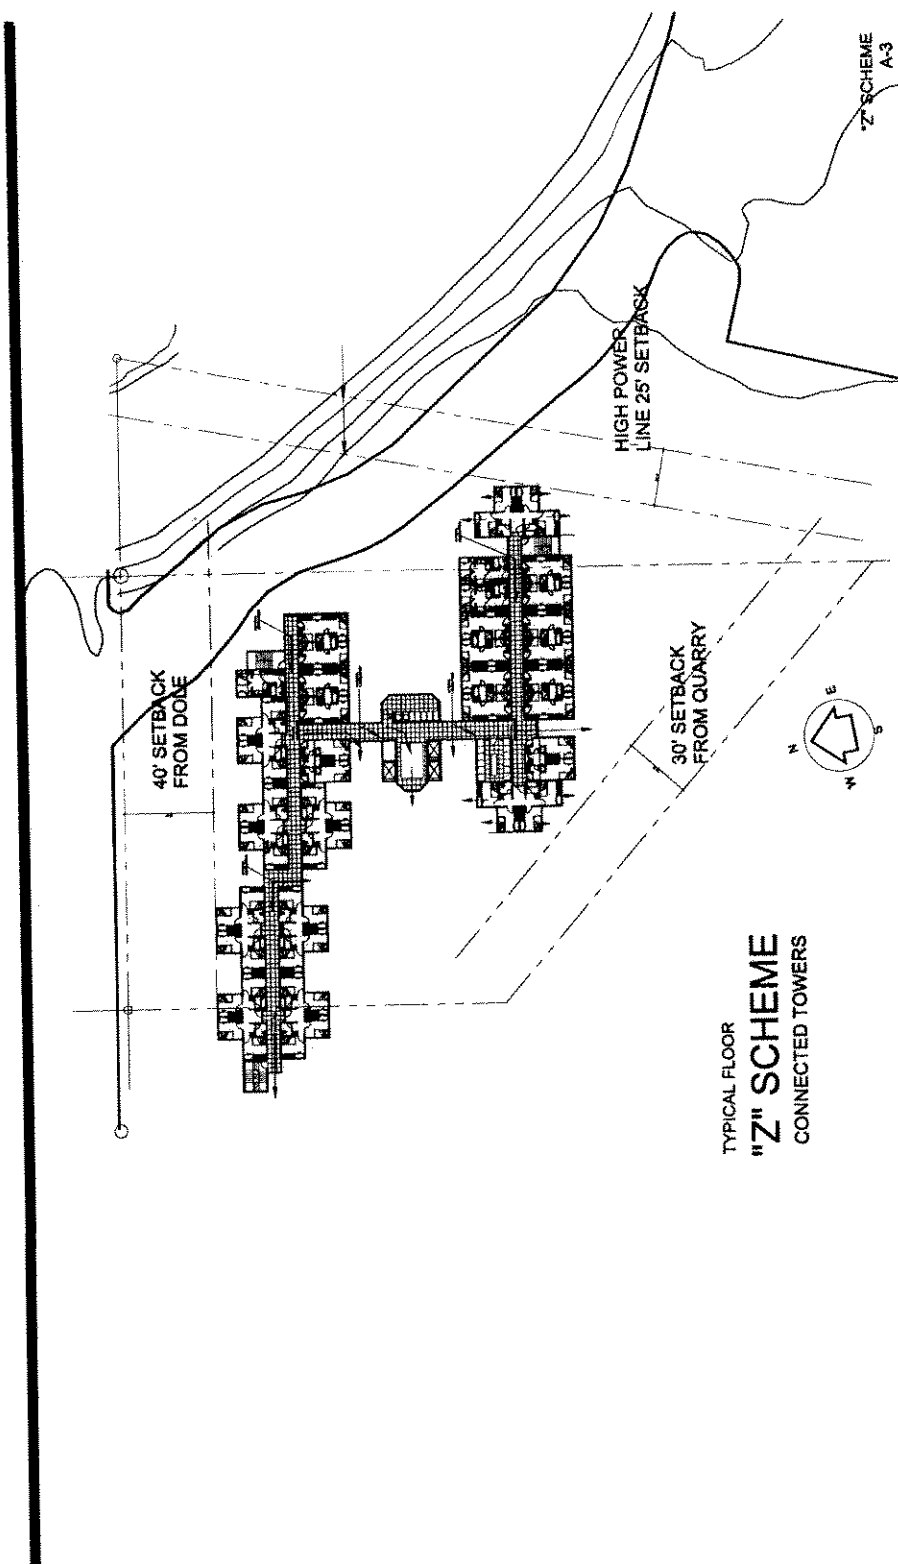 40' SETBACK
FROM DOLE
HIGH POWER
LINE 25' SETBACK
30' SETBACK
FROM QUARRY
N
E
S
W
TYPICAL FLOOR
"Z" SCHEME
CONNECTED TOWERS
"Z" SCHEME
A-3